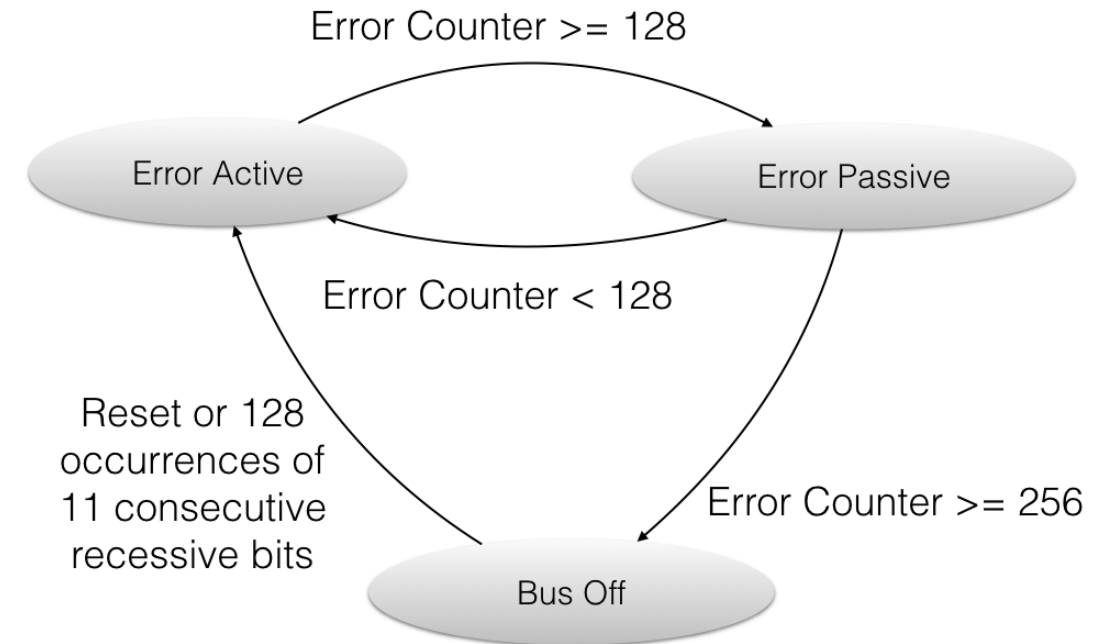 Error Counter >= 128
Error Active
Error Passive
Error Counter < 128
Reset or 128
occurrences of
11 consecutive
recessive bits
Error Counter >= 256
Bus Off